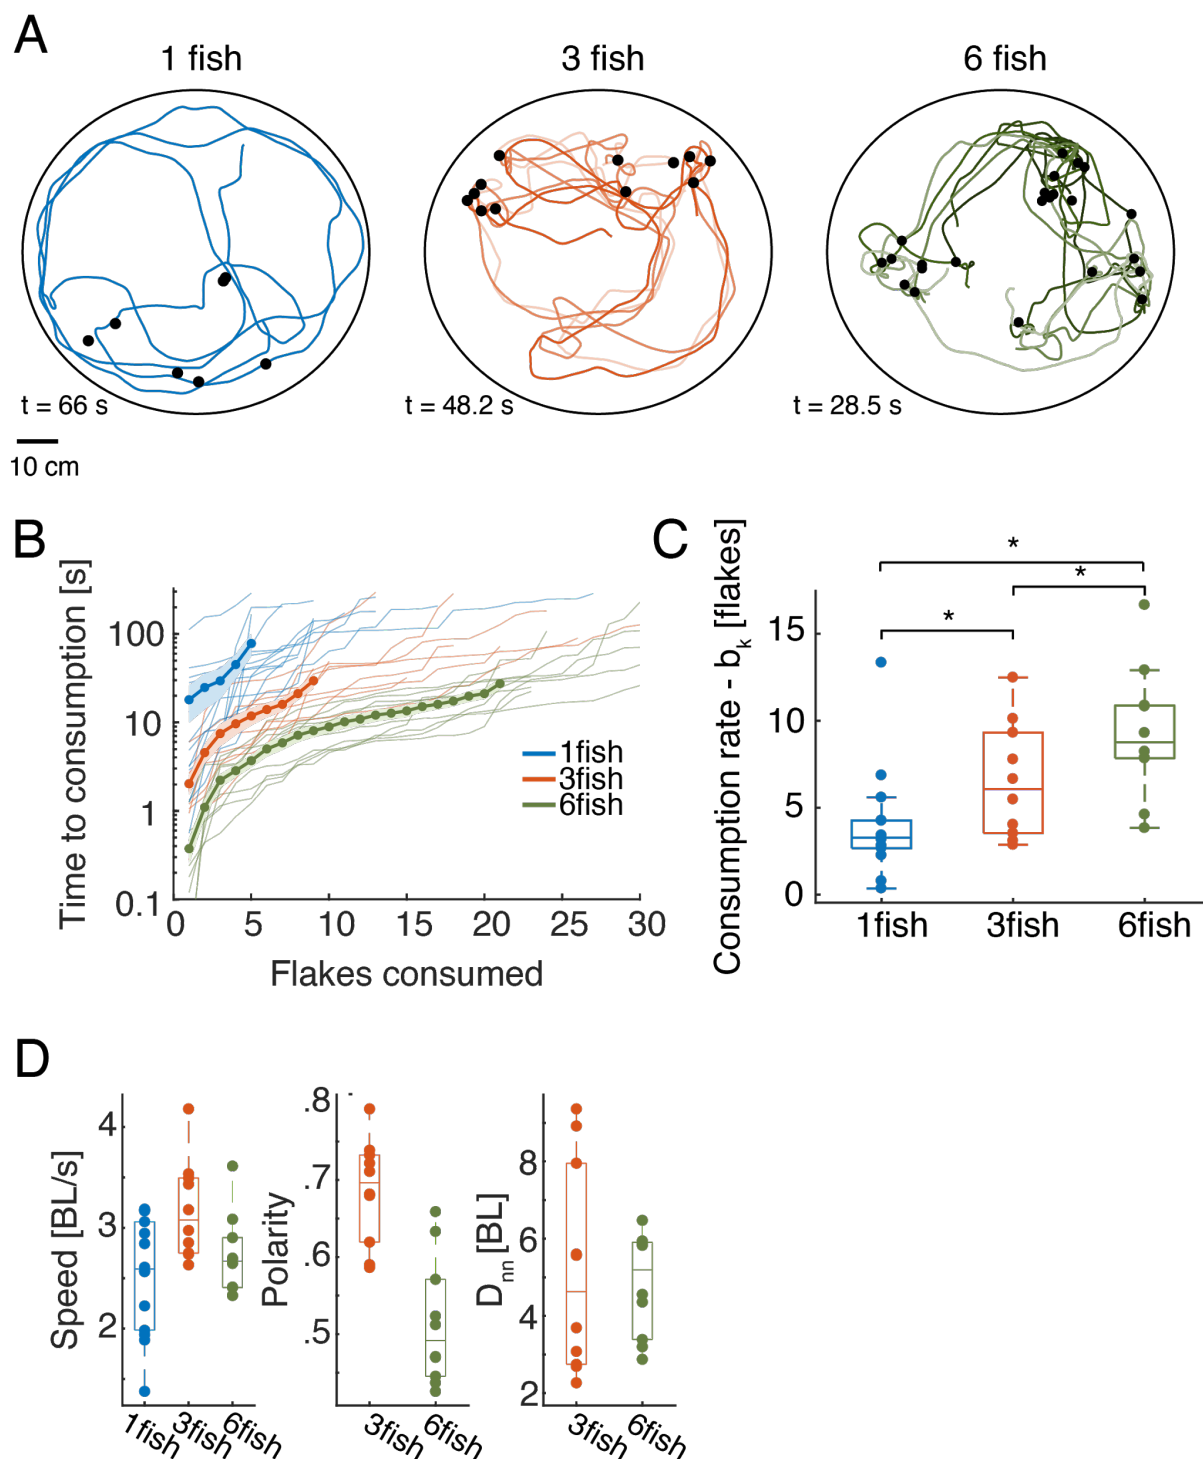 A
1 fish
3 fish
6 fish
t = 66 s
t = 48.2 s
t = 28.5 s
10 cm
B
Time to consumption [s]
100
10
1
0.1
0
5
10
15
20
25
30
Flakes consumed
1fish
3fish
6fish
C
Consumption rate - bk [flakes]
15
10
5
0
*
*
*
1fish
3fish
6fish
D
Speed [BL/s]
4
3
2
1fish
3fish
6fish
Polarity
.8
.7
.6
.5
3fish
6fish
Dnn [BL]
8
6
4
2
3fish
6fish